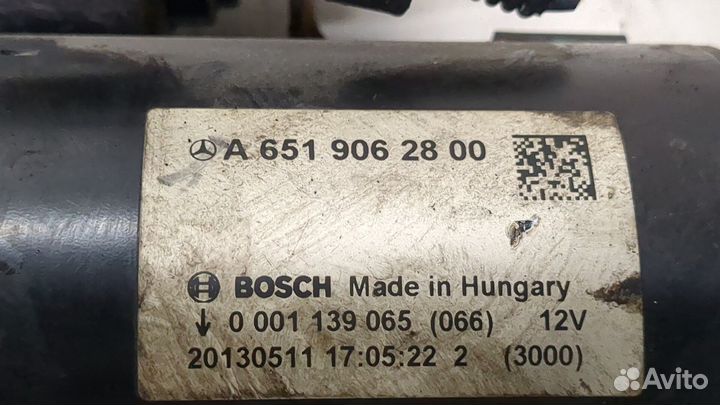 A 651 906 28 00
BOSCH Made in Hungary
0 001 139 065 (066) 12V
20130511 17:05:22 2 (3000)
Avito